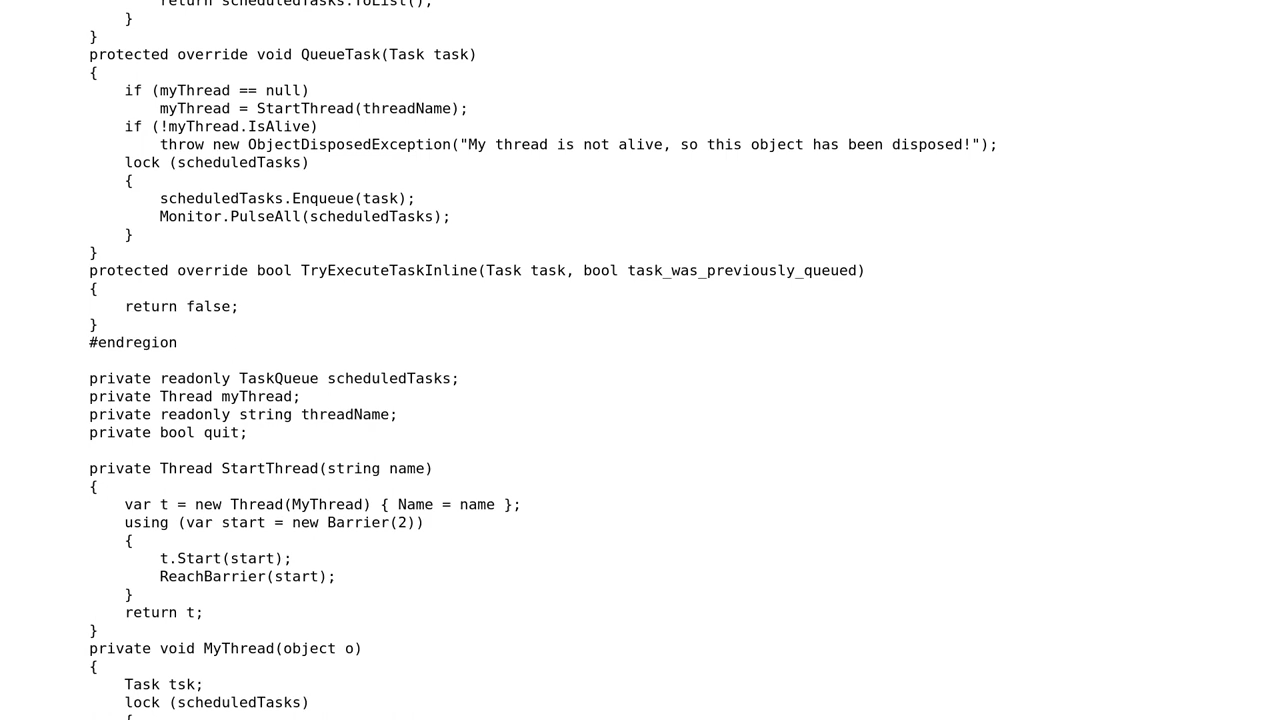 return scheduledTasks.ToList();
}
}
protected override void QueueTask(Task task)
{
if (myThread == null)
myThread = StartThread(threadName);
if (!myThread.IsAlive)
throw new ObjectDisposedException("My thread is not alive, so this object has been disposed!");
lock (scheduledTasks)
{
scheduledTasks.Enqueue(task);
Monitor.PulseAll(scheduledTasks);
}
}
protected override bool TryExecuteTaskInline(Task task, bool task_was_previously_queued)
{
return false;
}
#endregion
private readonly TaskQueue scheduledTasks;
private Thread myThread;
private readonly string threadName;
private bool quit;
private Thread StartThread(string name)
{
var t = new Thread(MyThread) { Name = name };
using (var start = new Barrier(2))
{
t.Start(start);
ReachBarrier(start);
}
return t;
}
private void MyThread(object o)
{
Task tsk;
lock (scheduledTasks)
{